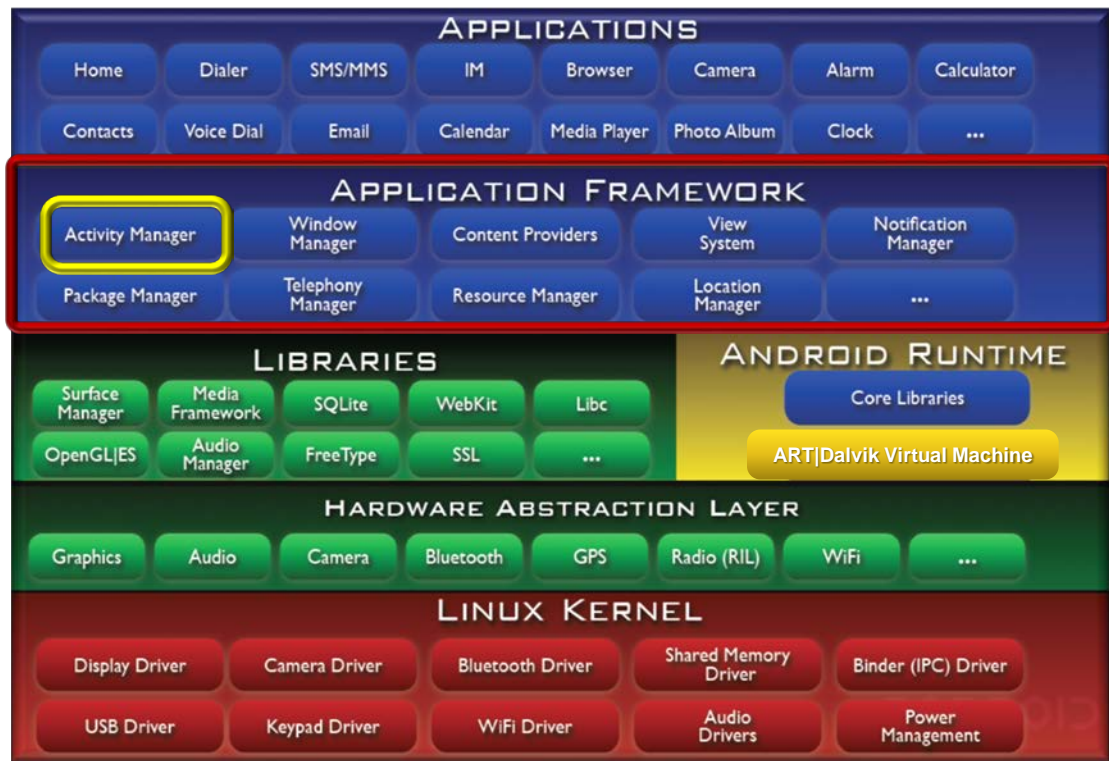 APPLICATIONS
Home Dialer SMS/MMS IM Browser Camera Alarm Calculator
Contacts Voice Dial Email Calendar Media Player Photo Album Clock ...
APPLICATION FRAMEWORK
Activity Manager
Window
Manager
Content Providers
View
System
Notification
Manager
Package Manager
Telephony
Manager
Resource Manager
Location
Manager
...
LIBRARIES
Surface
Manager
Media
Framework
SQLite
WebKit
Libc
OpenGL|ES
Audio
Manager
FreeType
SSL
...
ANDROID RUNTIME
Core Libraries
ART|Dalvik Virtual Machine
HARDWARE ABSTRACTION LAYER
Graphics Audio Camera Bluetooth GPS Radio (RIL) WiFi ...
LINUX KERNEL
Display Driver
Camera Driver
Bluetooth Driver
Shared Memory
Driver
Binder (IPC) Driver
USB Driver
Keypad Driver
WiFi Driver
Audio
Drivers
Power
Management